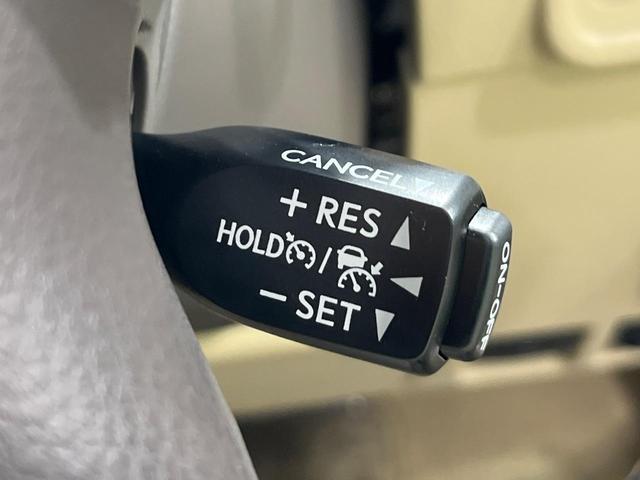 CANCEL
+ RES
HOLD /
− SET
ON-OFF